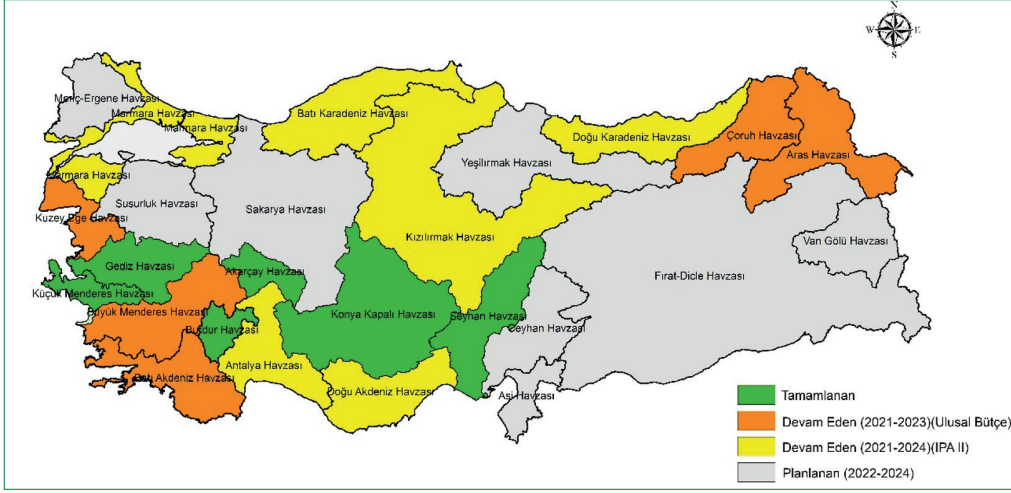 N
W E
S
Meriç-Ergene Havzası
Marmara Havzası
Marmara Havzası
Marmara Havzası
Susurluk Havzası
Kuzey Ege Havzası
Gediz Havzası
Küçük Menderes Havzası
Büyük Menderes Havzası
Batı Akdeniz Havzası
Burdur Havzası
Akarçay Havzası
Antalya Havzası
Sakarya Havzası
Batı Karadeniz Havzası
Kızılırmak Havzası
Konya Kapalı Havzası
Doğu Akdeniz Havzası
Seyhan Havzası
Ceyhan Havzası
Asi Havzası
Yeşilırmak Havzası
Doğu Karadeniz Havzası
Çoruh Havzası
Aras Havzası
Van Gölü Havzası
Fırat-Dicle Havzası
Tamamlanan
Devam Eden (2021-2023)(Ulusal Bütçe)
Devam Eden (2021-2024)(IPA II)
Planlanan (2022-2024)